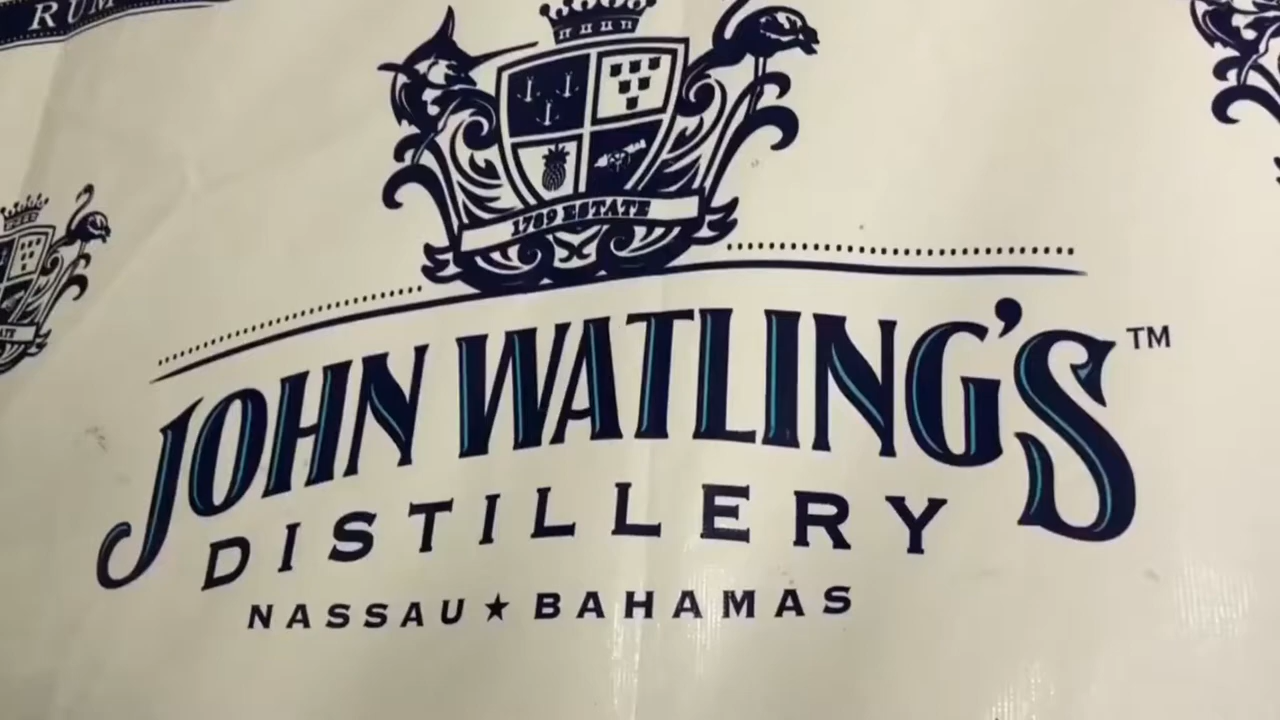 RUM
1789 ESTATE
JOHN WATLING'S™
DISTILLERY
NASSAU ★ BAHAMAS